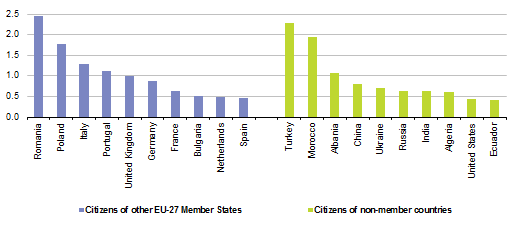 2.5
2.0
1.5
1.0
0.5
0.0
Romania
Poland
Italy
Portugal
United Kingdom
Germany
France
Bulgaria
Netherlands
Spain
Turkey
Morocco
Albania
China
Ukraine
Russia
India
Algeria
United States
Ecuador
Citizens of other EU-27 Member States
Citizens of non-member countries